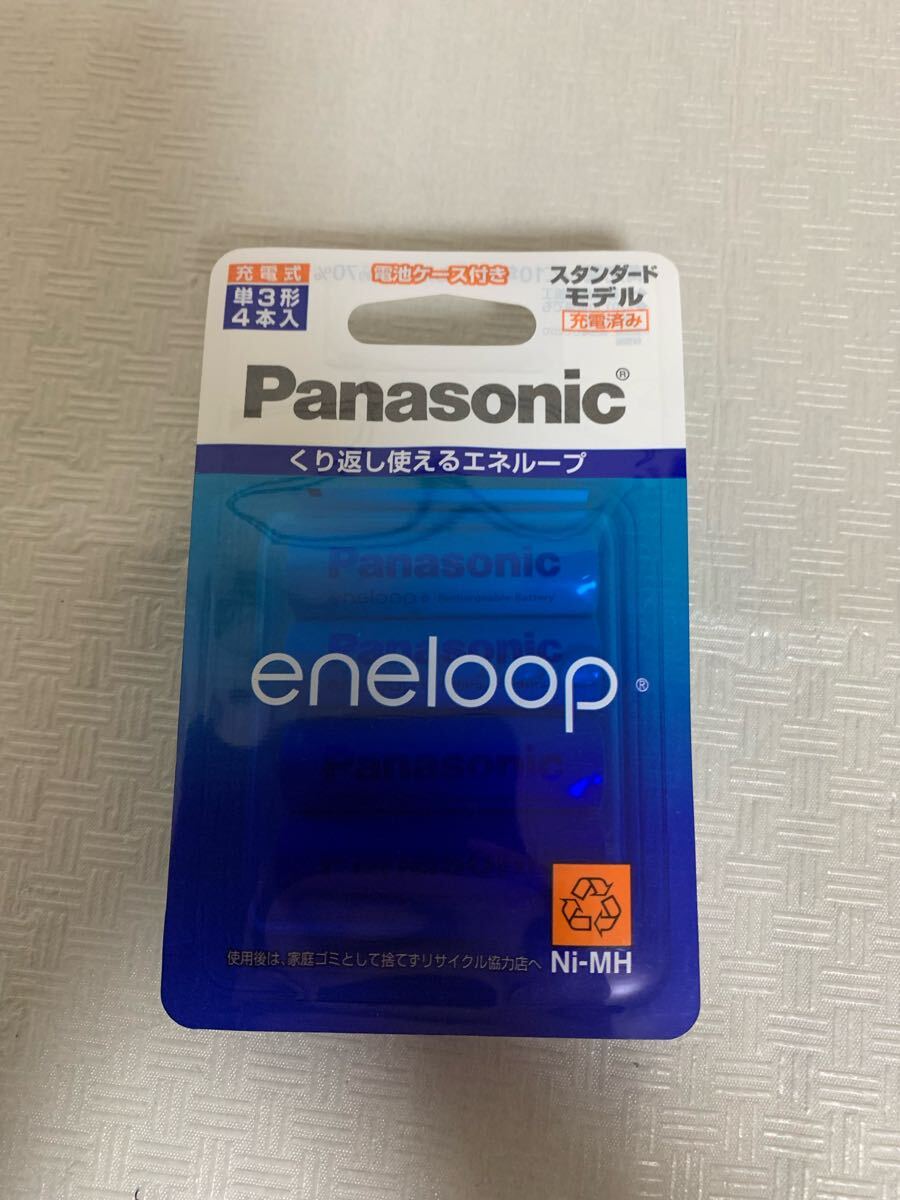 充電式
単3形
4本入
電池ケース付き
スタンダード
モデル
充電済み
Panasonic®
くり返し使えるエネループ
Panasonic
eneloop® Rechargeable Battery
Panasonic
eneloop®
Panasonic
Panasonic
使用後は、家庭ゴミとして捨てずリサイクル協力店へ
Ni-MH